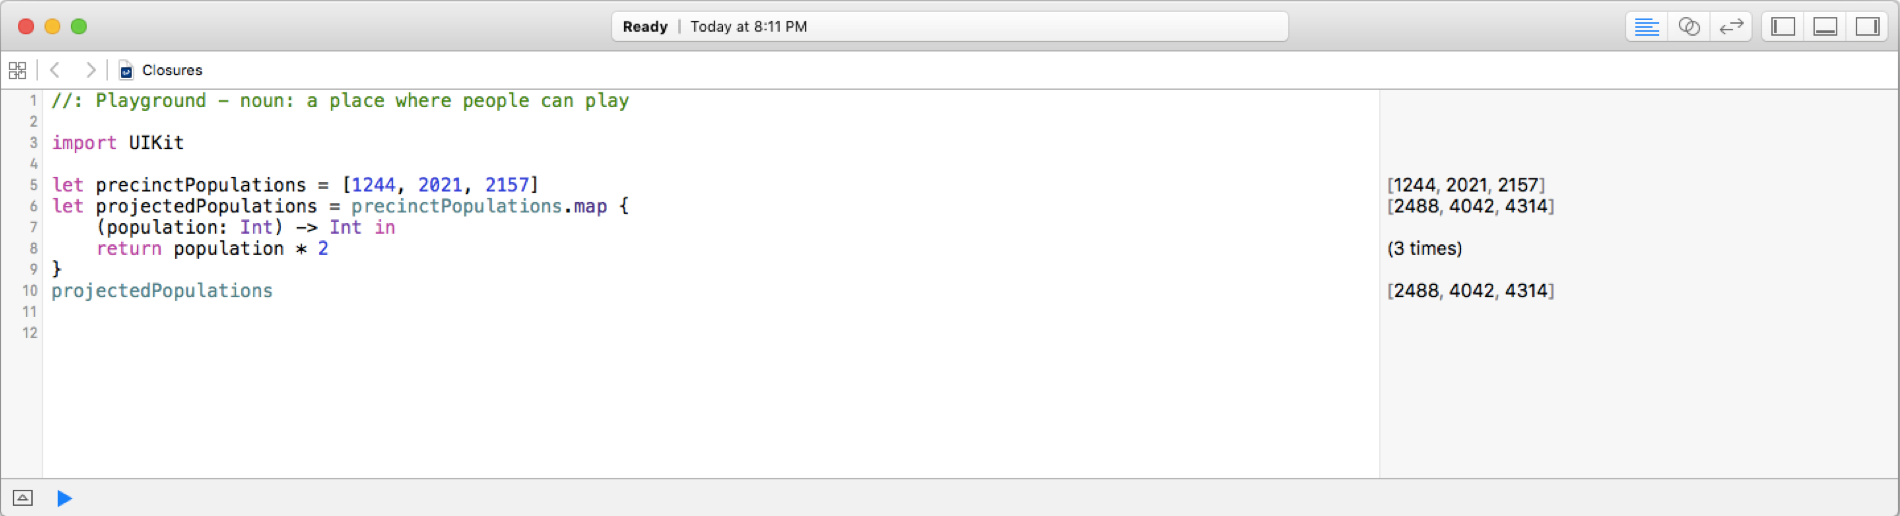 Ready | Today at 8:11 PM
Closures
1 //: Playground - noun: a place where people can play
2
3 import UIKit
4
5 let precinctPopulations = [1244, 2021, 2157] [1244, 2021, 2157]
6 let projectedPopulations = precinctPopulations.map { [2488, 4042, 4314]
7     (population: Int) -> Int in
8     return population * 2 (3 times)
9 }
10 projectedPopulations [2488, 4042, 4314]
11
12